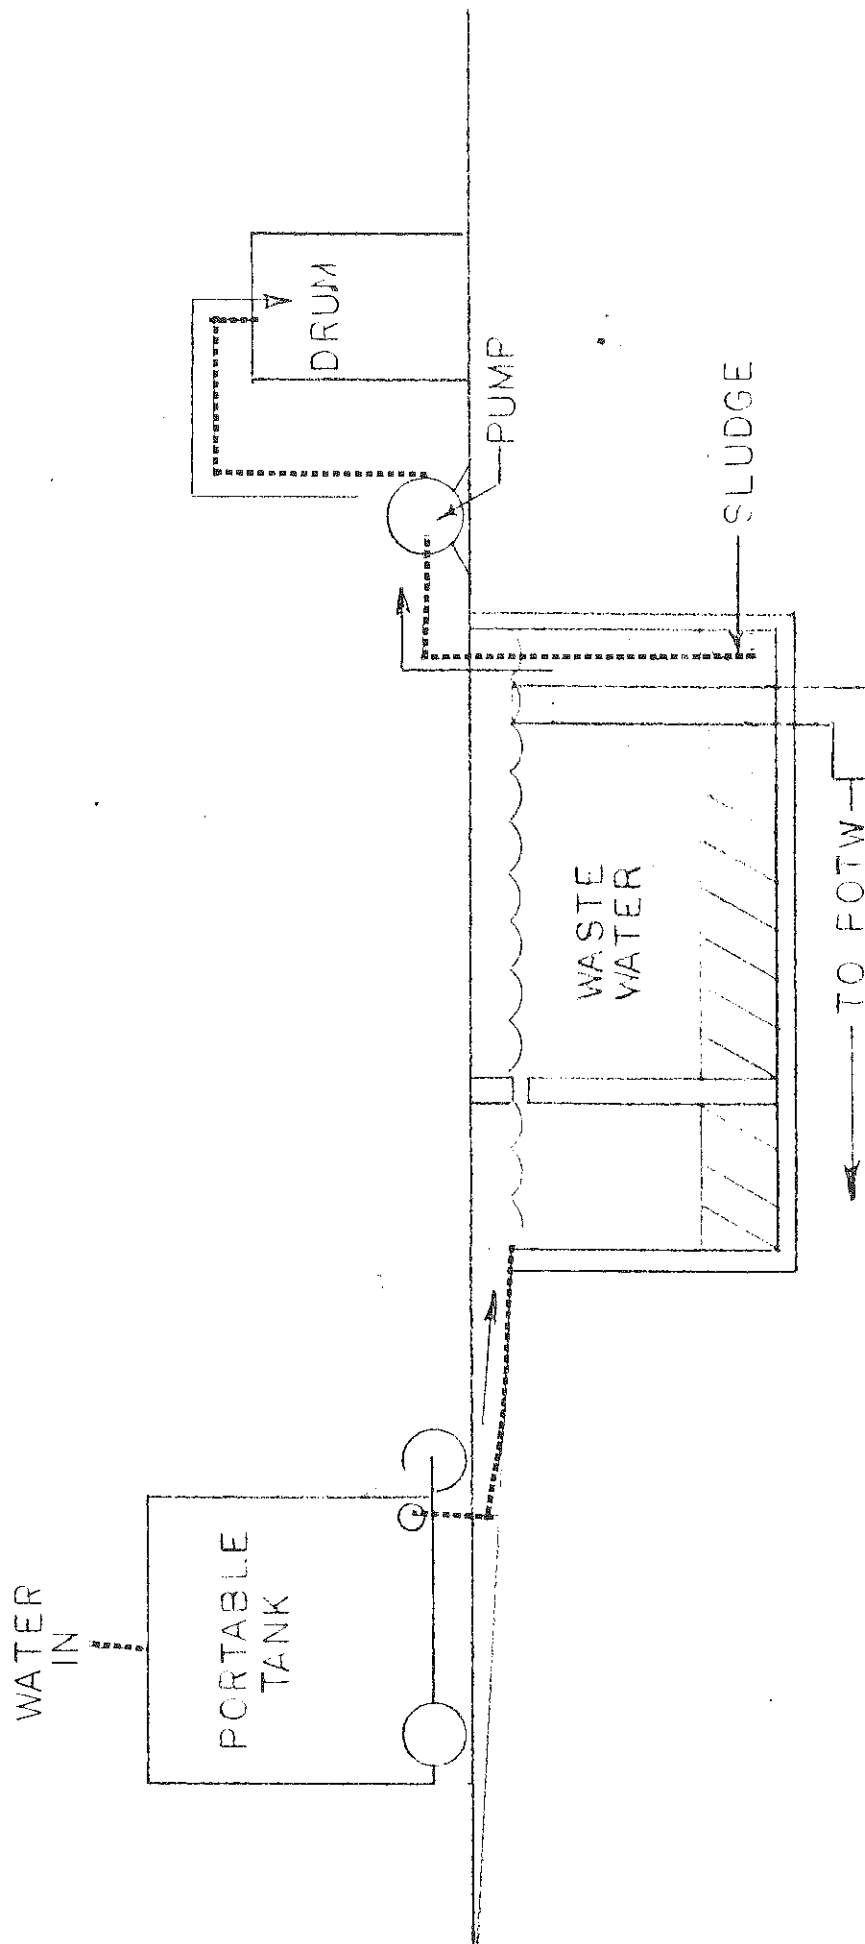 WATER
IN
PORTABLE
TANK
WASTE
WATER
TO POTW
SLUDGE
PUMP
DRUM